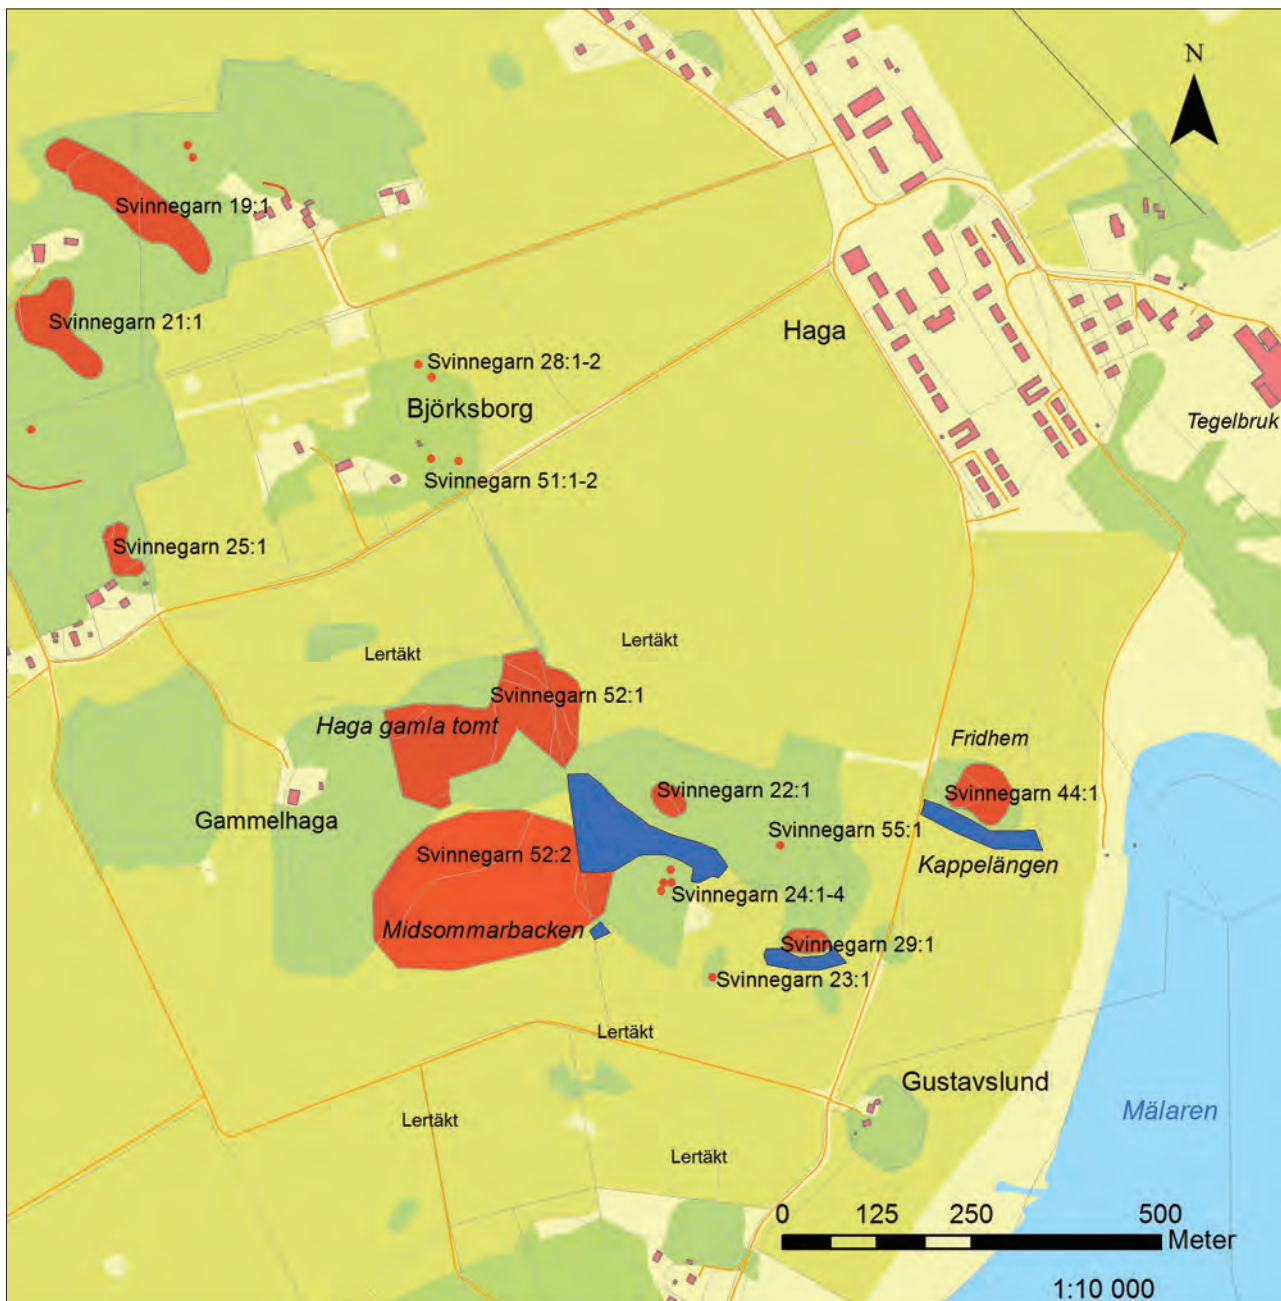 N
Svinnegarn 19:1
Svinnegarn 21:1
Haga
Svinnegarn 28:1-2
Björksborg
Tegelbruk
Svinnegarn 51:1-2
Svinnegarn 25:1
Lertäkt
Lertäkt
Svinnegarn 52:1
Haga gamla tomt
Fridhem
Svinnegarn 22:1
Svinnegarn 44:1
Gammelhaga
Svinnegarn 55:1
Svinnegarn 52:2
Kappelängen
Svinnegarn 24:1-4
Midsommarbacken
Svinnegarn 29:1
Svinnegarn 23:1
Lertäkt
Gustavslund
Lertäkt
Mälaren
Lertäkt
0 125 250 500
Meter
1:10 000